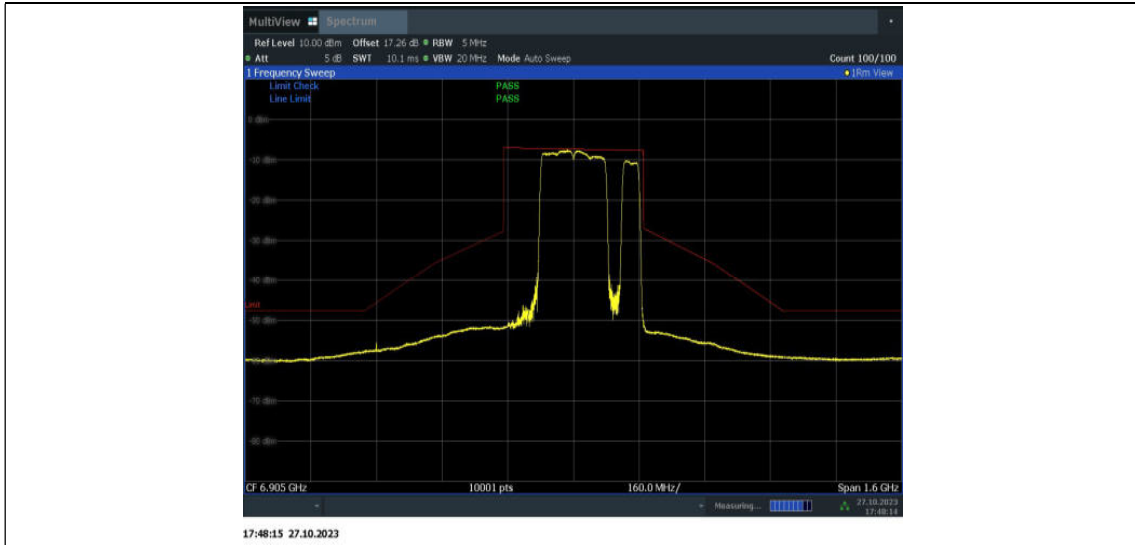 MultiView Spectrum
Ref Level 10.00 dBm Offset 17.26 dB RBW 5 MHz
Att 5 dB SWT 10.1 ms VBW 20 MHz Mode Auto Sweep Count 100/100
1 Frequency Sweep 1Rm View
Limit Check PASS
Line Limit PASS
0 dBm
-10 dBm
-20 dBm
-30 dBm
-40 dBm
-50 dBm
-70 dBm
CF 6.905 GHz 10001 pts 160.0 MHz/ Span 1.6 GHz
Measuring... 27.10.2023
17:48:14
17:48:15 27.10.2023